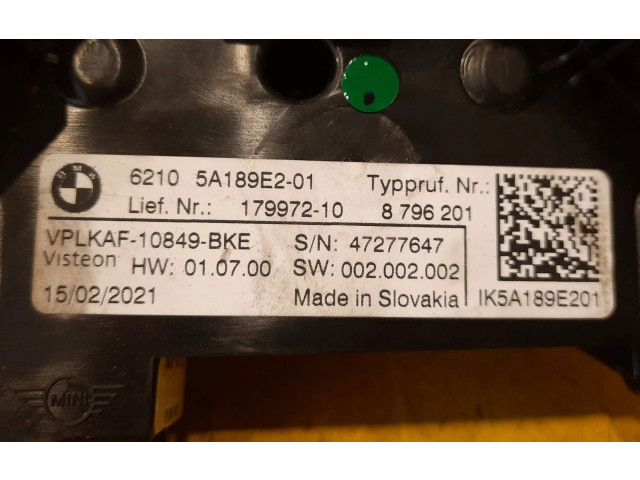 BMW
6210 5A189E2-01 Typpruf. Nr.:
Lief. Nr.: 179972-10 8 796 201
VPLKAF-10849-BKE S/N: 47277647
Visteon HW: 01.07.00 SW: 002.002.002
15/02/2021 Made in Slovakia IK5A189E201
MINI